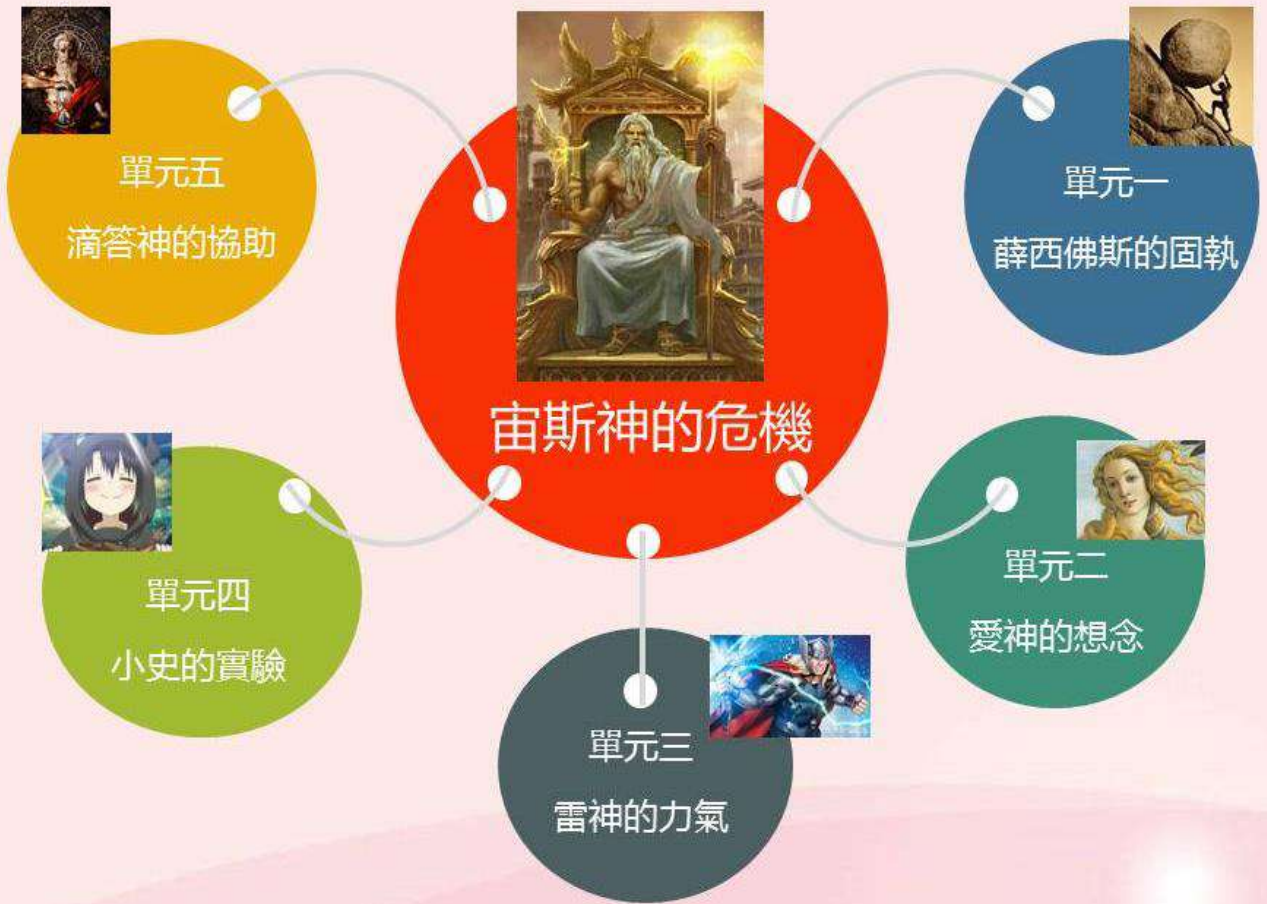 宙斯神的危機
單元一
薛西佛斯的固執
單元二
愛神的想念
單元三
雷神的力氣
單元四
小史的實驗
單元五
滴答神的協助